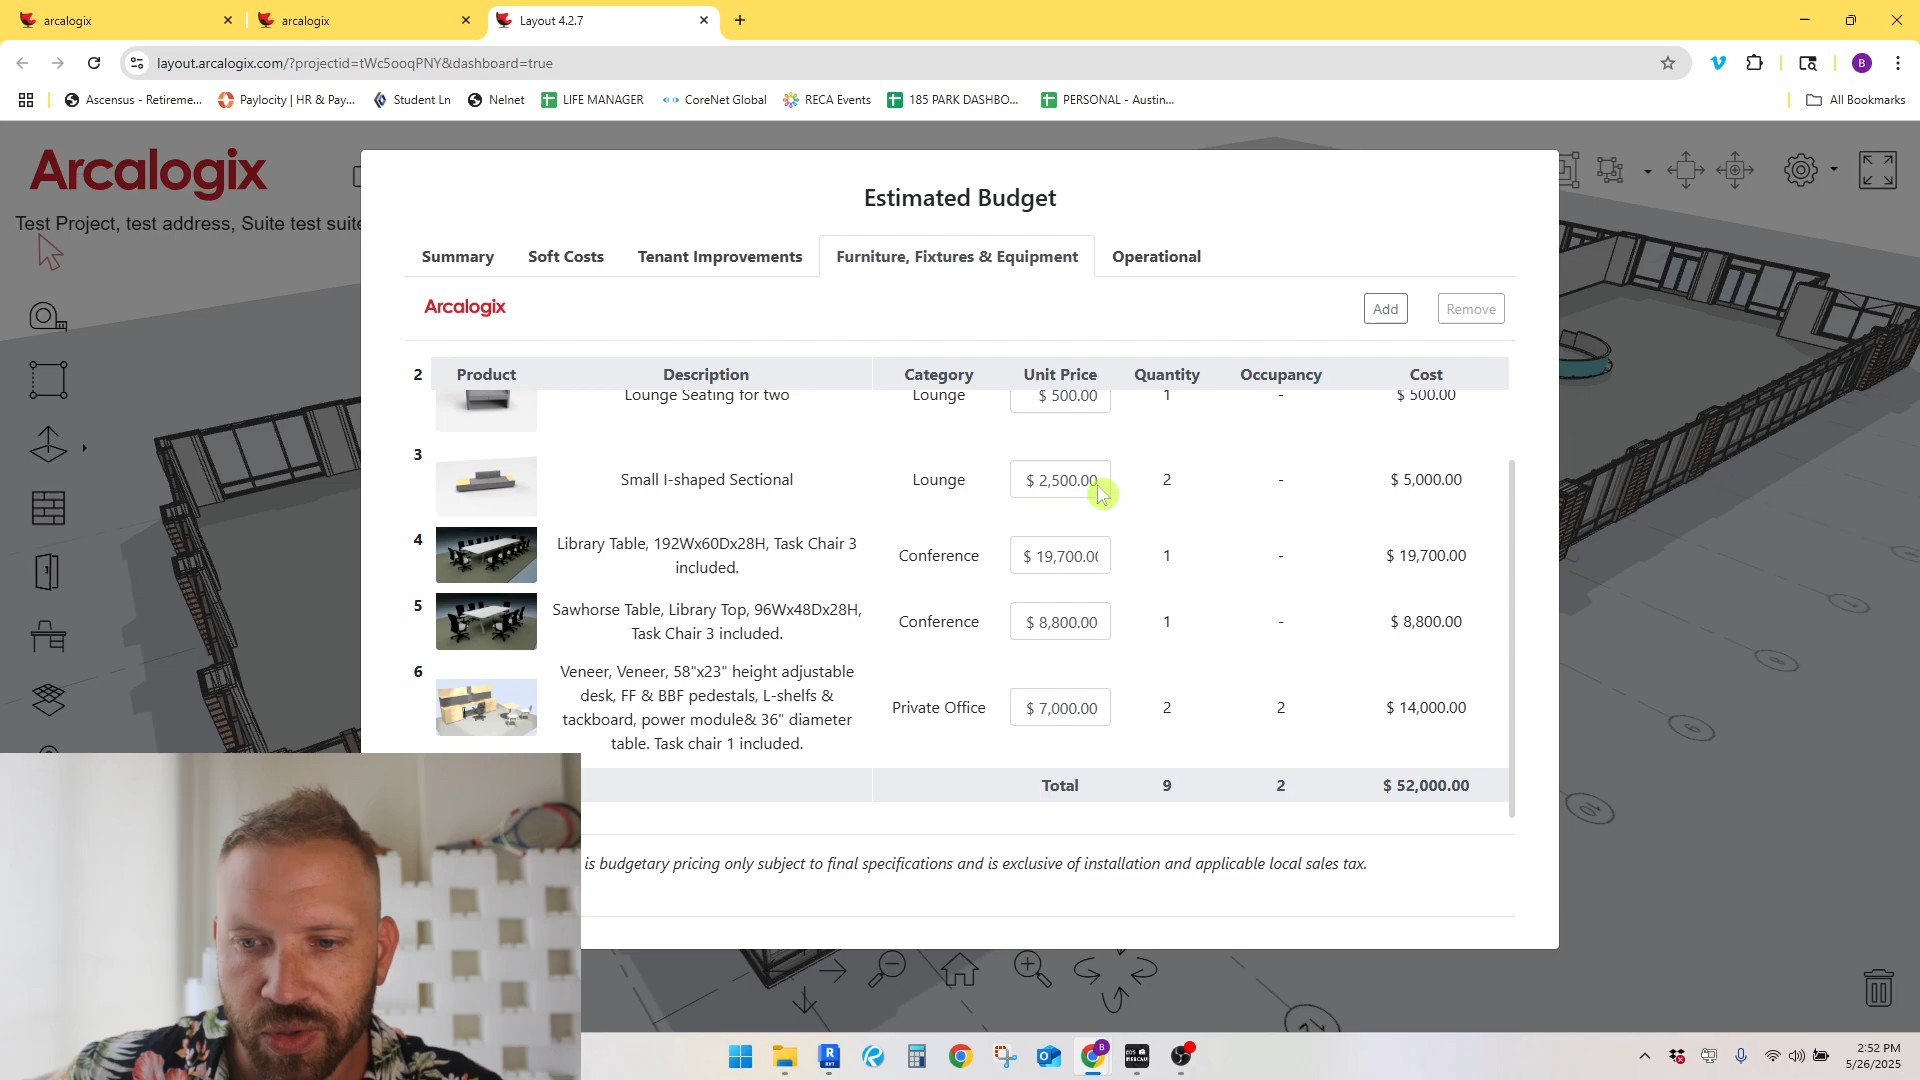 arcalogix
arcalogix
Layout 4.2.7
layout.arcalogix.com/?projectid=tWc5ooqPNY&dashboard=true
B
Ascensus - Retireme...
Paylocity | HR & Pay...
Student Ln
Nelnet
LIFE MANAGER
CoreNet Global
RECA Events
185 PARK DASHBO...
PERSONAL - Austin...
All Bookmarks
Arcalogix
Test Project, test address, Suite test suite
Estimated Budget
Summary
Soft Costs
Tenant Improvements
Furniture, Fixtures & Equipment
Operational
Arcalogix
Add
Remove
Product Description Category Unit Price Quantity Occupancy Cost
2 Lounge Seating for two Lounge $ 500.00 1 - $ 500.00
3 Small I-shaped Sectional Lounge $ 2,500.00 2 - $ 5,000.00
4 Library Table, 192Wx60Dx28H, Task Chair 3
included.
Conference $ 19,700.00 1 - $ 19,700.00
5 Sawhorse Table, Library Top, 96Wx48Dx28H,
Task Chair 3 included.
Conference $ 8,800.00 1 - $ 8,800.00
6 Veneer, Veneer, 58"x23" height adjustable
desk, FF & BBF pedestals, L-shelfs &
tackboard, power module& 36" diameter
table. Task chair 1 included.
Private Office $ 7,000.00 2 2 $ 14,000.00
Total 9 2 $ 52,000.00
is budgetary pricing only subject to final specifications and is exclusive of installation and applicable local sales tax.
2:52 PM
5/26/2025